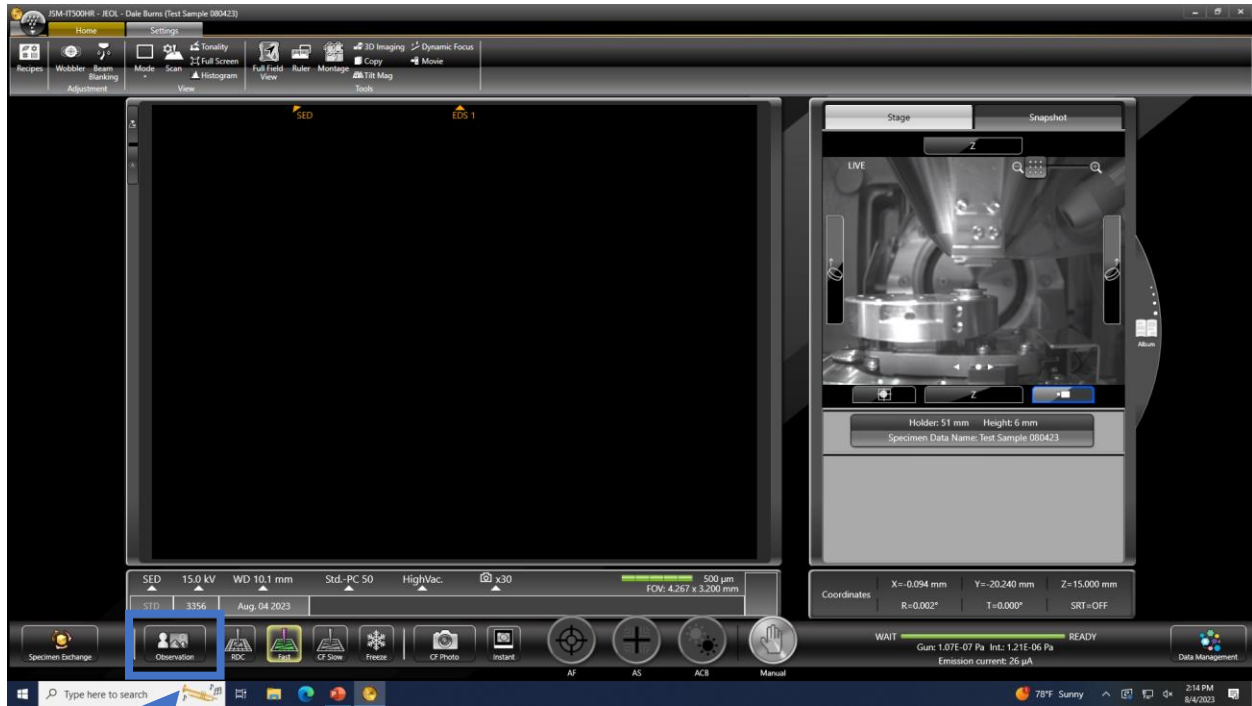 JSM-IT500HR - JEOL - Dale Burns (Test Sample 080423)
Home Settings
Recipes
Wobbler
Beam Blanking
Adjustment
Mode
Scan
Tonality
Full Screen
Histogram
View
Full Field View
Ruler
Montage
3D Imaging
Dynamic Focus
Copy
Movie
Tilt Mag
Tools
SED
EDS 1
Stage
Snapshot
Z
LIVE
Z
Album
Holder: 51 mm Height: 6 mm
Specimen Data Name: Test Sample 080423
SED 15.0 kV WD 10.1 mm Std.-PC 50 HighVac. x30 500 µm
FOV: 4.267 x 3.200 mm
STD 3356 Aug. 04 2023
Coordinates
X=-0.094 mm Y=-20.240 mm Z=15.000 mm
R=0.002° T=0.000° SRT=OFF
Specimen Exchange
Observation
RDC
Fast
CF Slow
Freeze
CF Photo
Instant
AF
AS
ACB
Manual
WAIT READY
Gun: 1.07E-07 Pa Int.: 1.21E-06 Pa
Emission current: 26 µA
Data Management
Type here to search
78°F Sunny
2:14 PM
8/4/2023